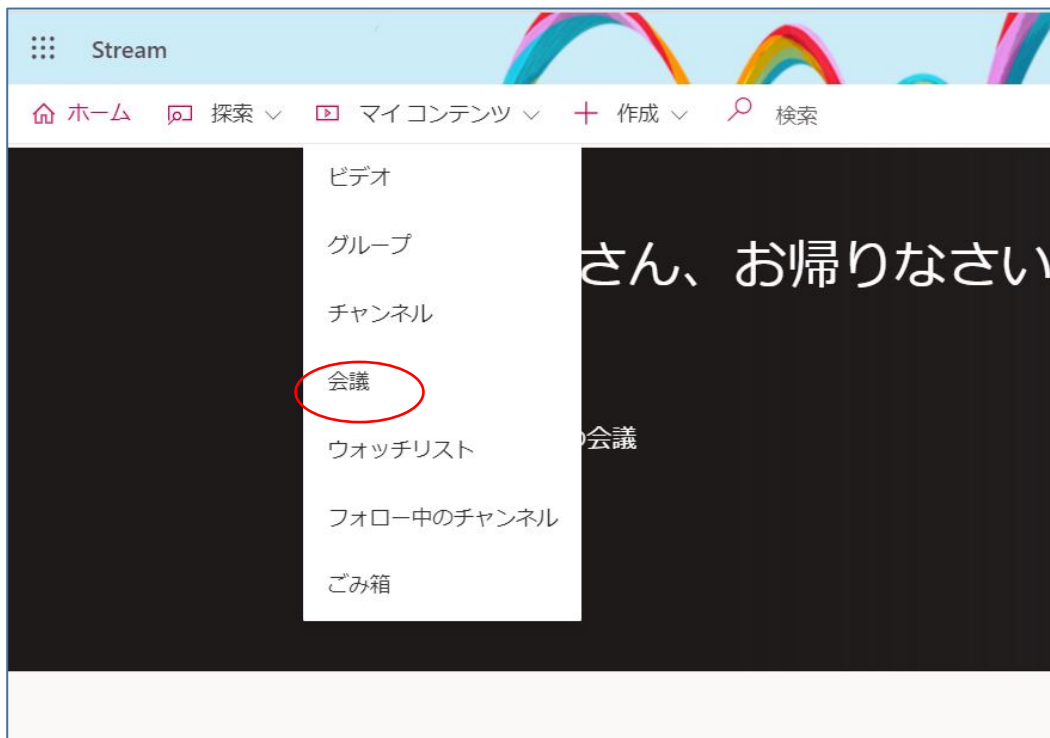 Stream
ホーム 探索 マイ コンテンツ 作成 検索
ビデオ
グループ
さん、お帰りなさい
チャンネル
会議
会議
ウォッチリスト
フォロー中のチャンネル
ごみ箱